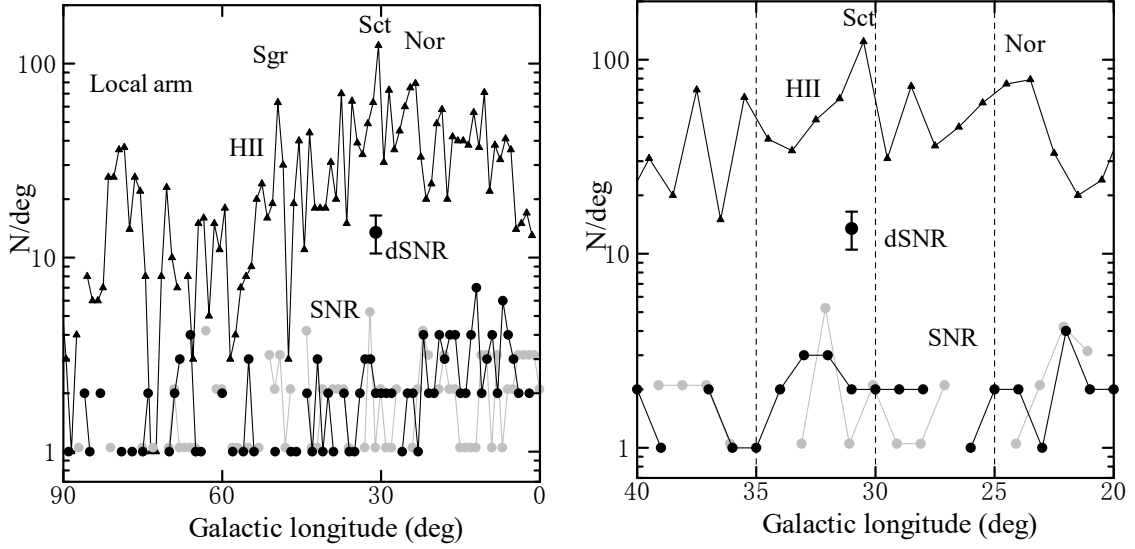 Local arm
Sgr
Sct
Nor
HII
dSNR
SNR
N/deg
100
10
1
90
60
30
0
Galactic longitude (deg)
Sct
Nor
HII
dSNR
SNR
N/deg
100
10
1
40
35
30
25
20
Galactic longitude (deg)